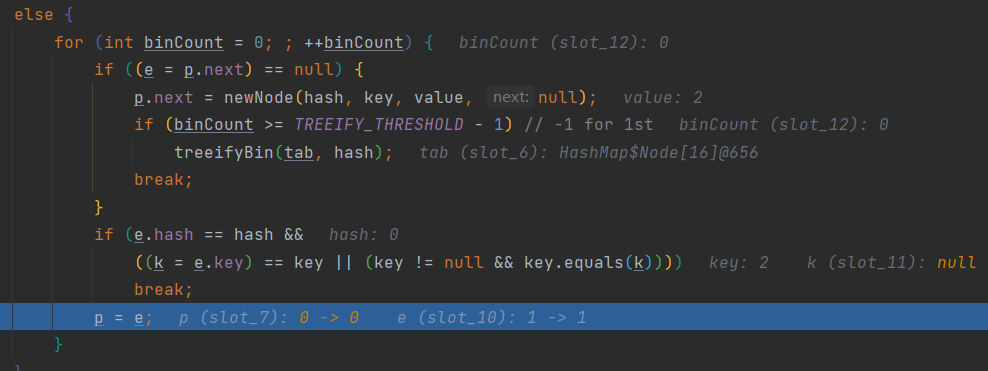 else {
for (int binCount = 0; ; ++binCount) { binCount (slot_12): 0
if ((e = p.next) == null) {
p.next = newNode(hash, key, value, next: null); value: 2
if (binCount >= TREEIFY_THRESHOLD - 1) // -1 for 1st binCount (slot_12): 0
treeifyBin(tab, hash); tab (slot_6): HashMap$Node[16]@656
break;
}
if (e.hash == hash && hash: 0
((k = e.key) == key || (key != null && key.equals(k)))) key: 2 k (slot_11): null
break;
p = e; p (slot_7): 0 -> 0 e (slot_10): 1 -> 1
}
}